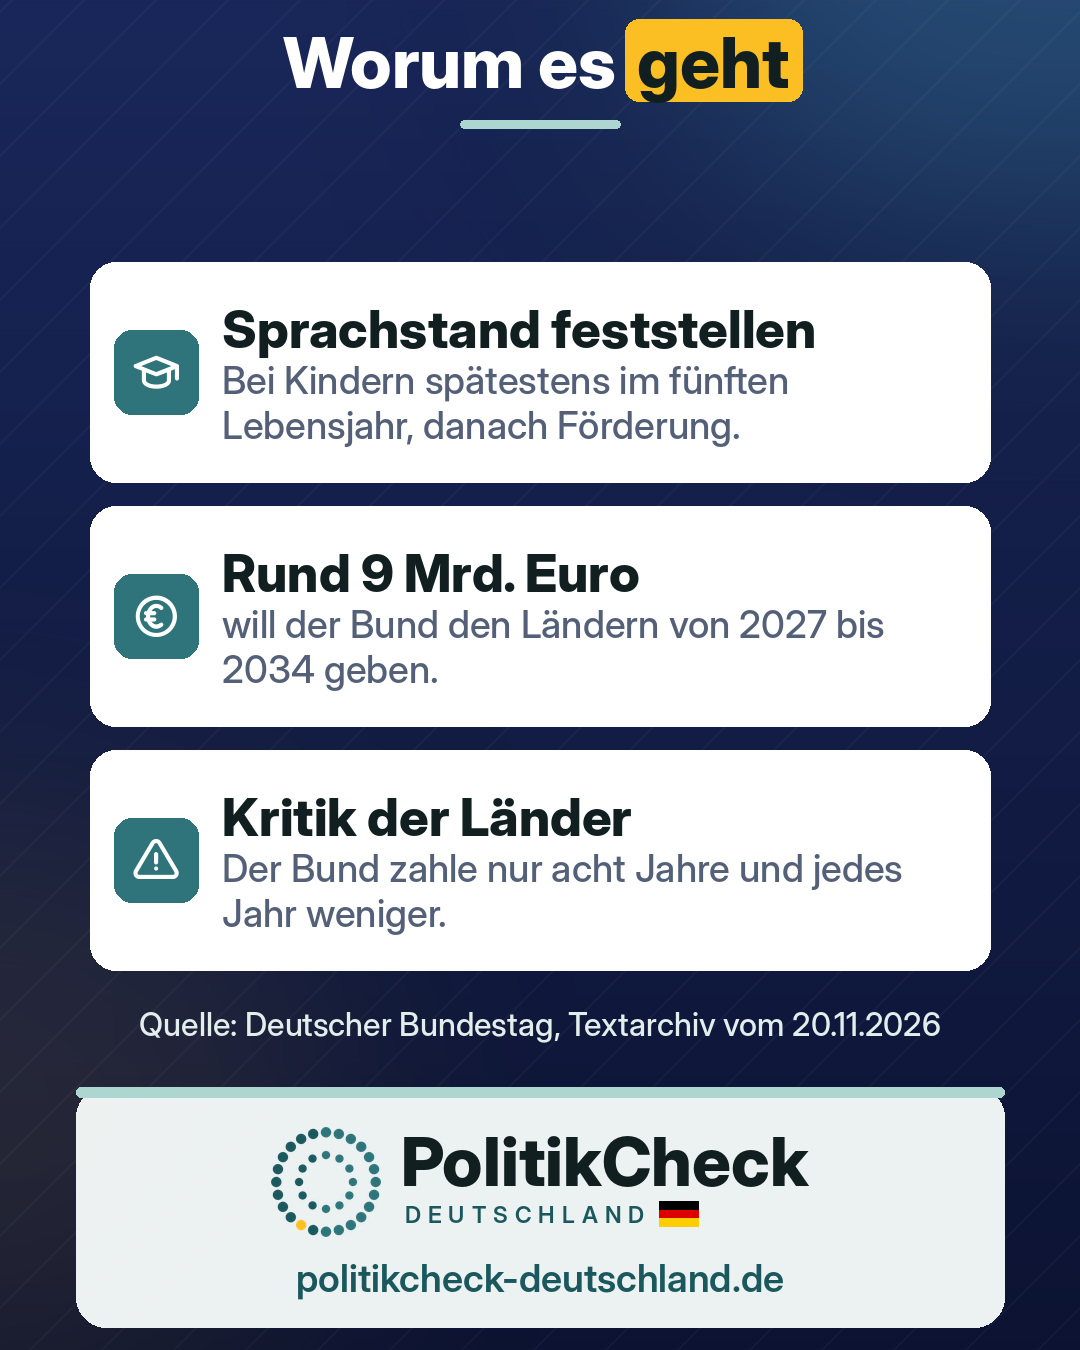 Worum es geht
Sprachstand feststellen
Bei Kindern spätestens im fünften
Lebensjahr, danach Förderung.
Rund 9 Mrd. Euro
will der Bund den Ländern von 2027 bis
2034 geben.
Kritik der Länder
Der Bund zahle nur acht Jahre und jedes
Jahr weniger.
Quelle: Deutscher Bundestag, Textarchiv vom 20.11.2026
PolitikCheck
DEUTSCHLAND
politikcheck-deutschland.de